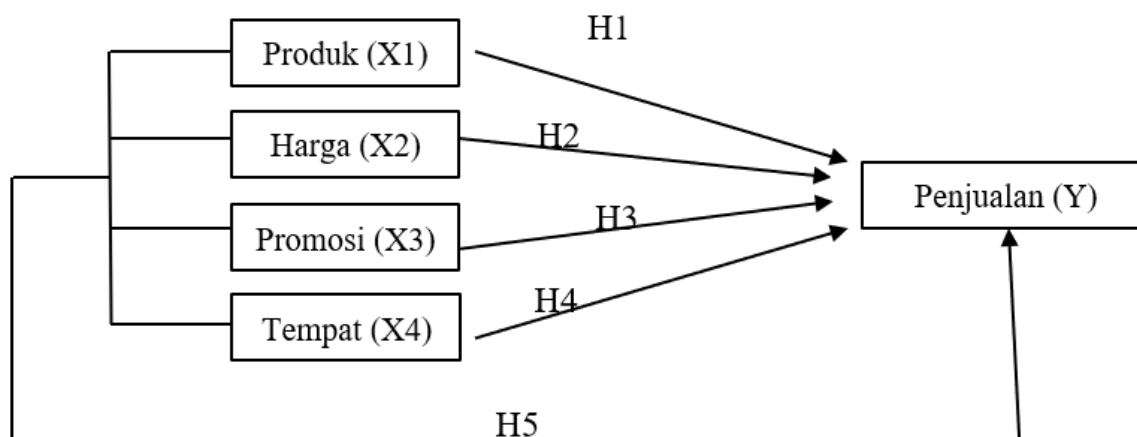 H1
Produk (X1)
H2
Harga (X2)
Penjualan (Y)
H3
Promosi (X3)
H4
Tempat (X4)
H5